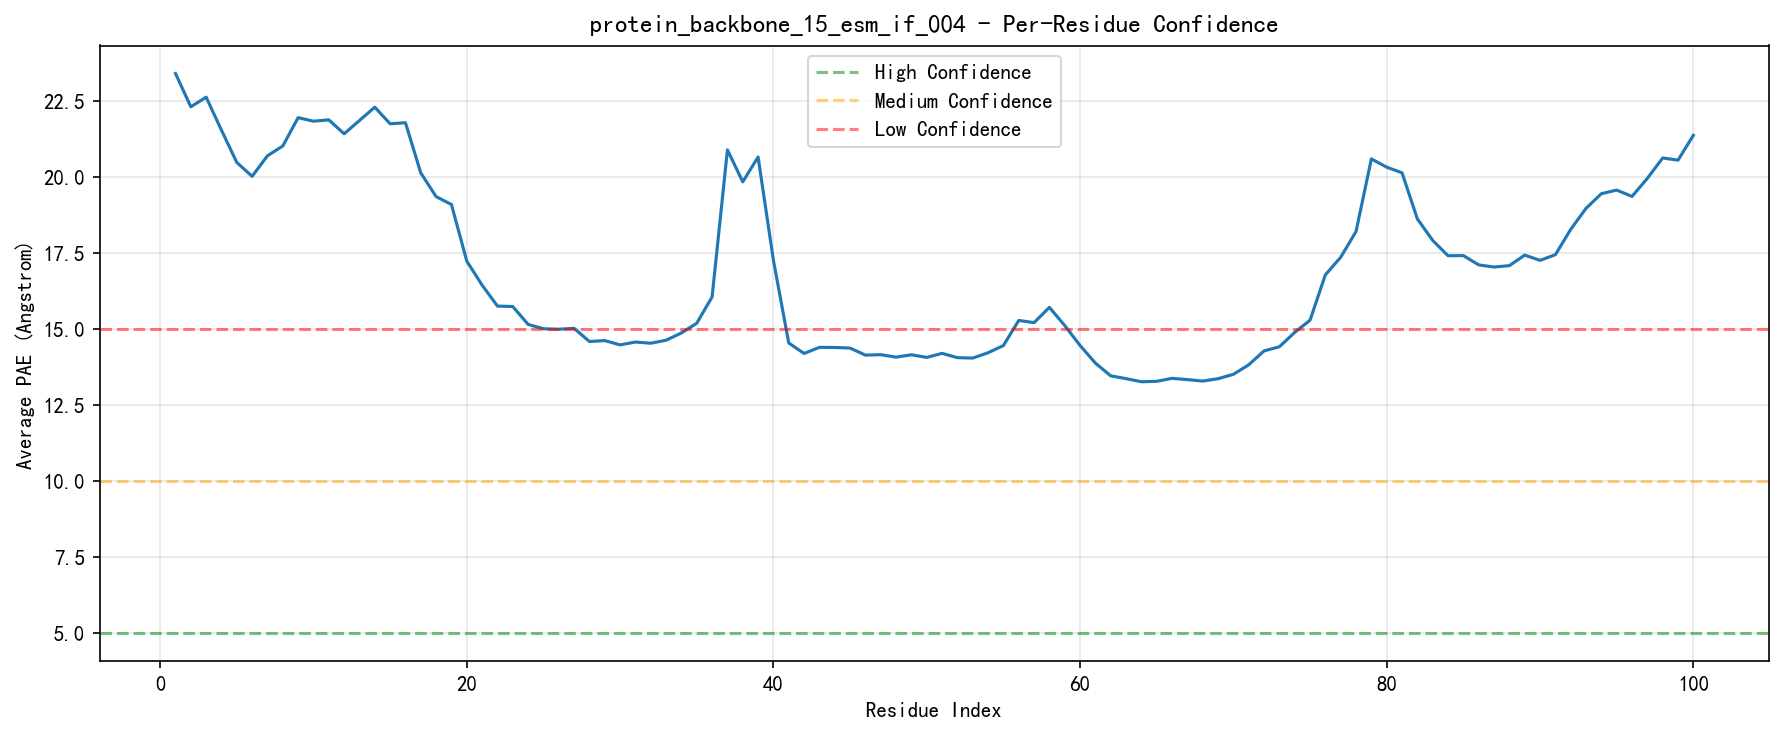 protein_backbone_15_esm_if_004 - Per-Residue Confidence
High Confidence
Medium Confidence
Low Confidence
Average PAE (Angstrom)
22.5
20.0
17.5
15.0
12.5
10.0
7.5
5.0
0 20 40 60 80 100
Residue Index